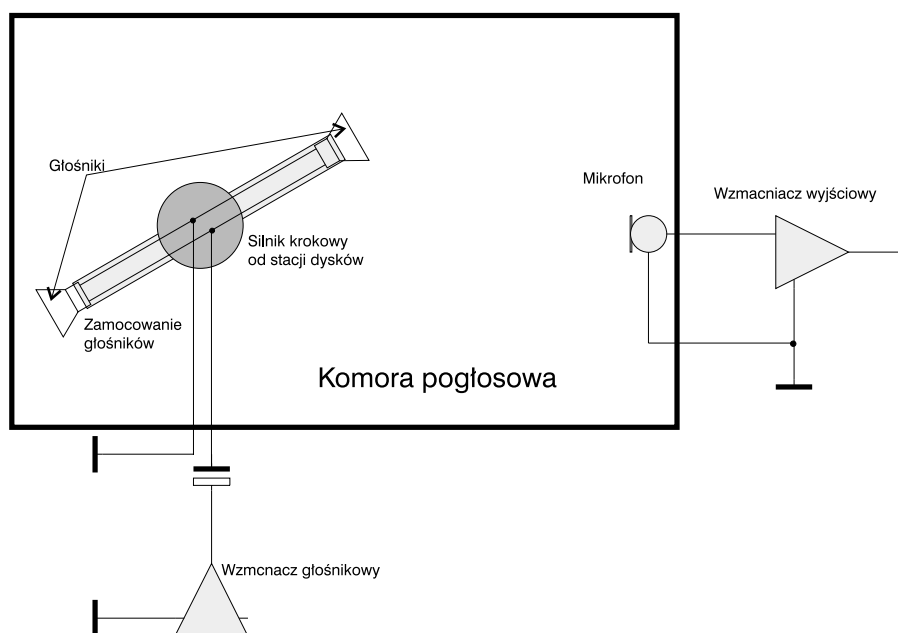 Głośniki
Mikrofon
Wzmacniacz wyjściowy
Silnik krokowy
od stacji dysków
Zamocowanie
głośników
Komora pogłosowa
Wzmcnacz głośnikowy